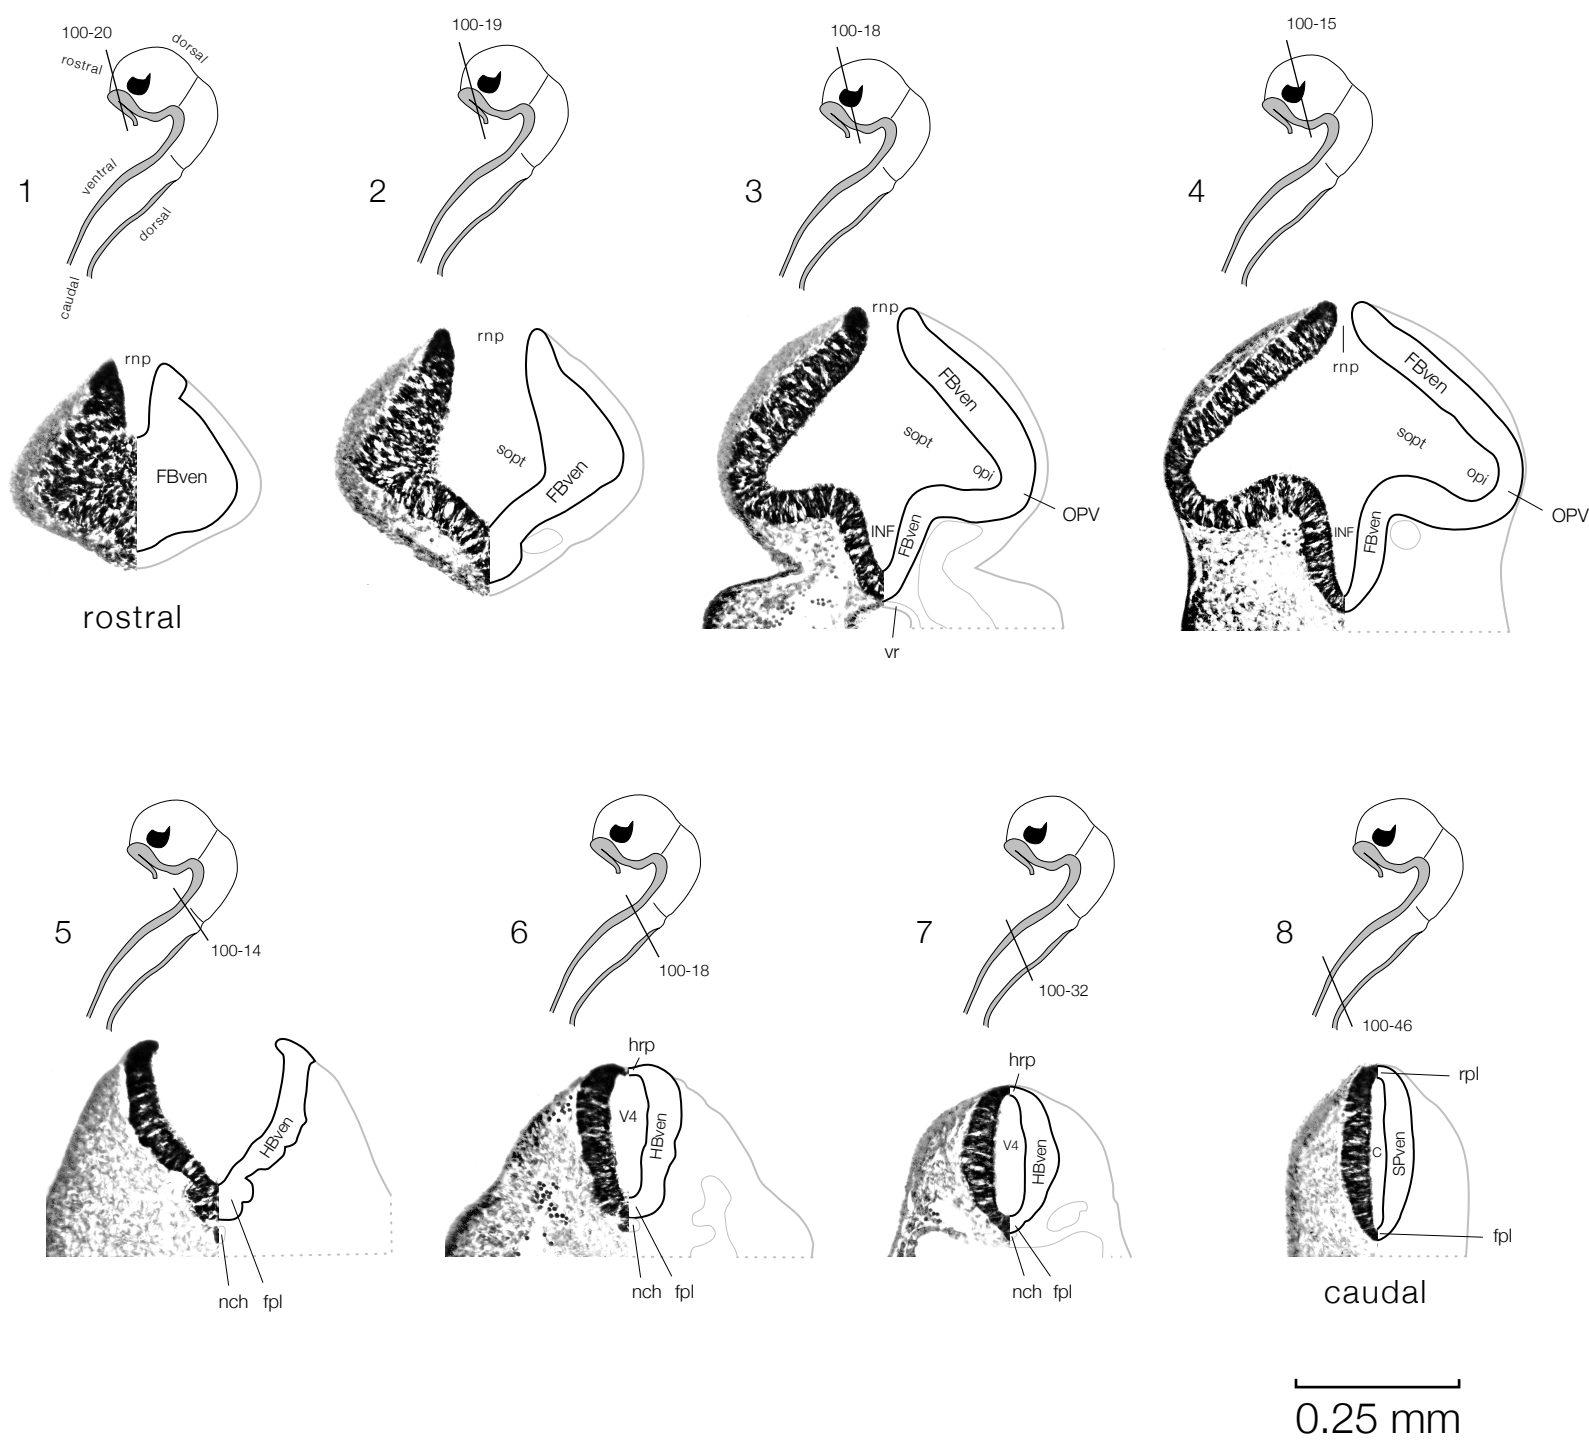 100-20
dorsal
rostral
ventral
dorsal
caudal
1
100-19
2
100-18
3
100-15
4
rnp
FBven
rostral
rnp
sopt
FBven
rnp
FBven
sopt
opi
INF
FBven
OPV
vr
rnp
FBven
sopt
opi
INF
FBven
OPV
5
100-14
6
100-18
7
100-32
8
100-46
HBven
nch fpl
hrp
V4
HBven
nch fpl
hrp
V4
HBven
nch fpl
rpl
C
SPven
fpl
caudal
0.25 mm